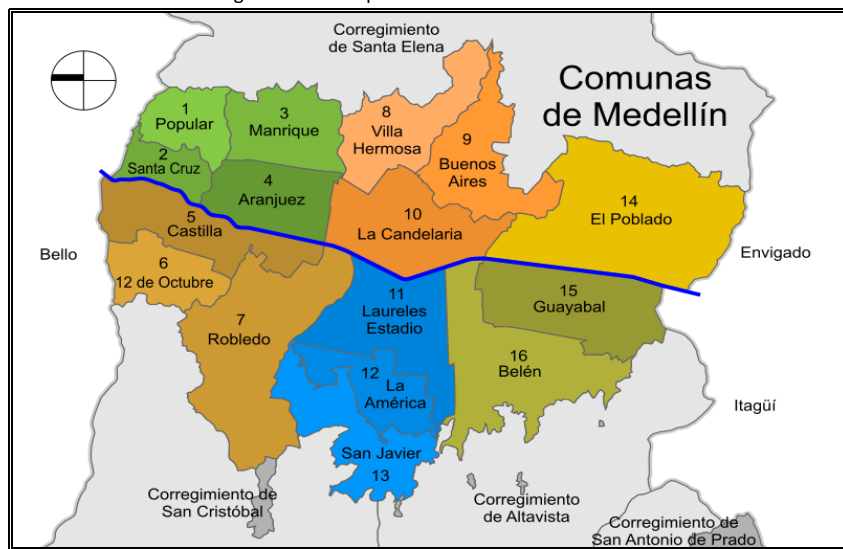 Corregimiento
de Santa Elena
Comunas
de Medellín
1
Popular
3
Manrique
8
Villa
Hermosa
9
Buenos
Aires
2
Santa Cruz
4
Aranjuez
14
El Poblado
10
La Candelaria
5
Castilla
Bello
Envigado
6
12 de Octubre
11
Laureles
Estadio
15
Guayabal
7
Robledo
16
Belén
12
La
América
Itagüí
San Javier
13
Corregimiento de
San Cristóbal
Corregimiento
de Altavista
Corregimiento de
San Antonio de Prado